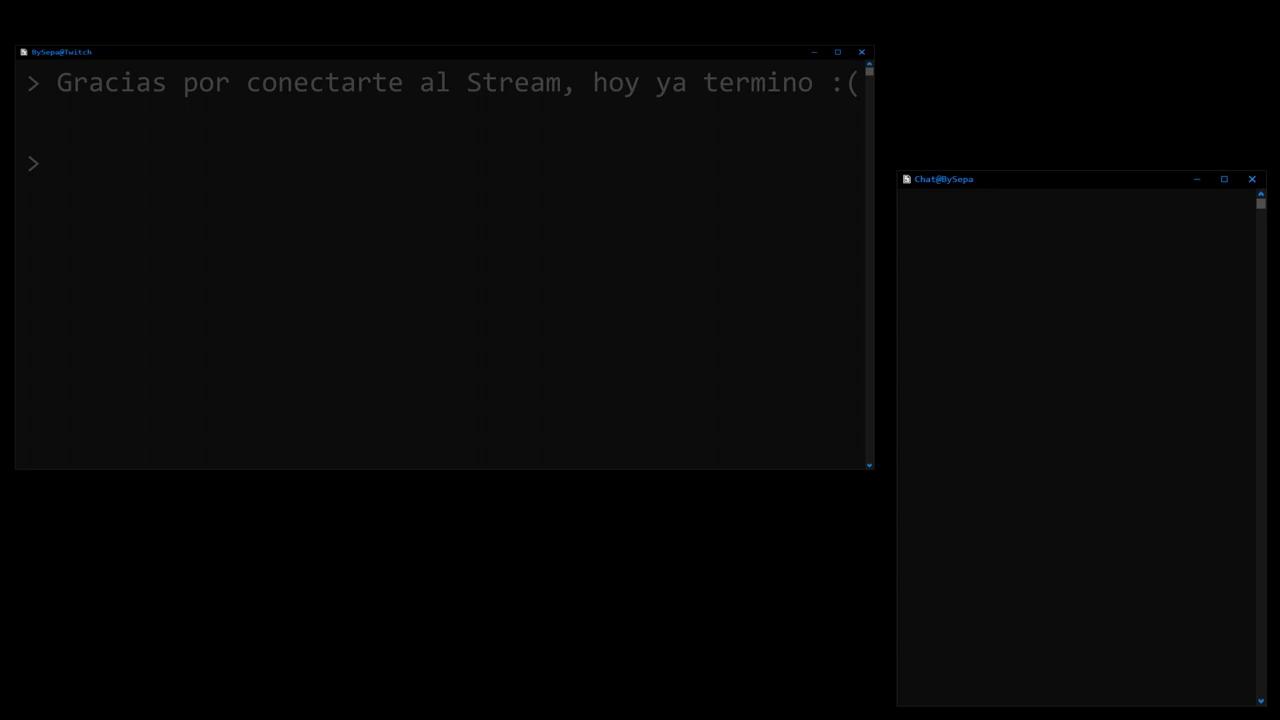 BySepa@Twitch
> Gracias por conectarte al Stream, hoy ya termino :(
>
Chat@BySepa